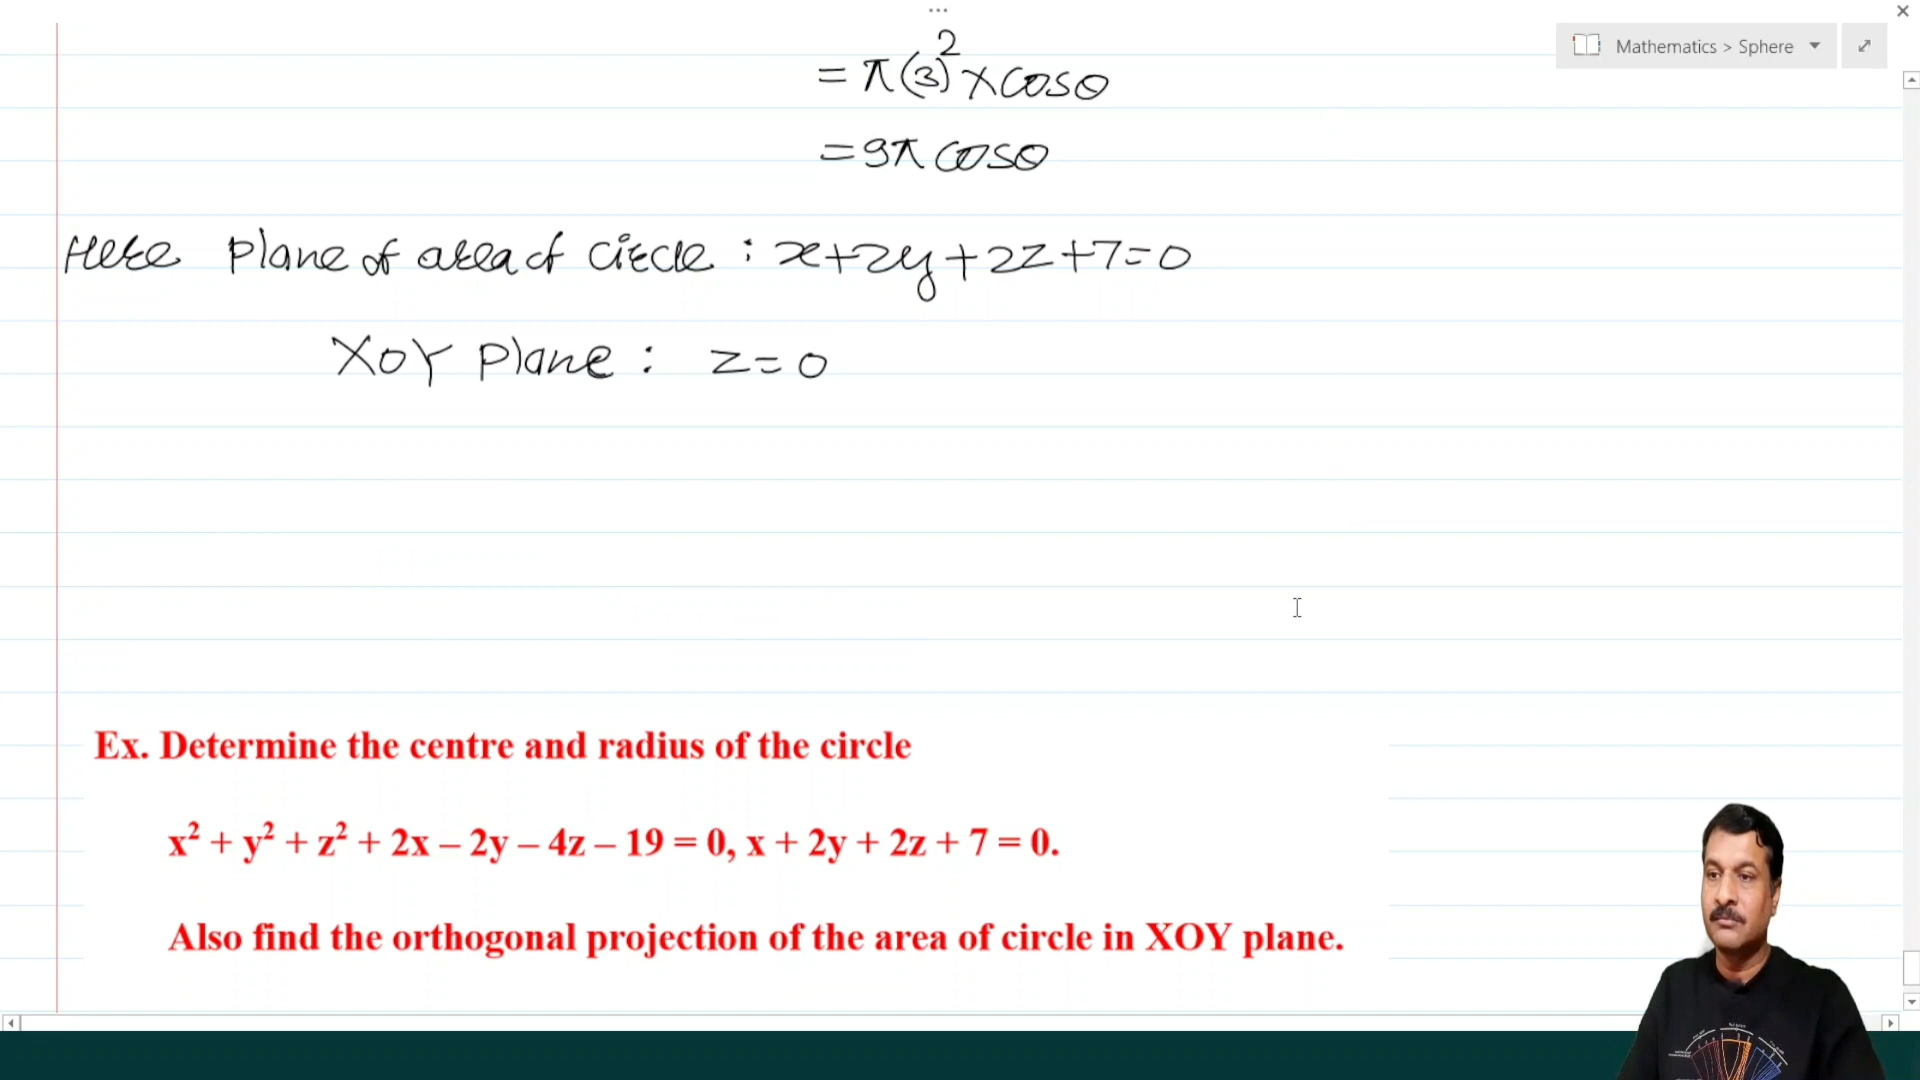 Mathematics > Sphere
= π(3)² × cosθ
= 9π cosθ
Here plane of area of circle : x+2y+2z+7=0
XOY plane : z=0
Ex. Determine the centre and radius of the circle
x² + y² + z² + 2x – 2y – 4z – 19 = 0, x + 2y + 2z + 7 = 0.
Also find the orthogonal projection of the area of circle in XOY plane.